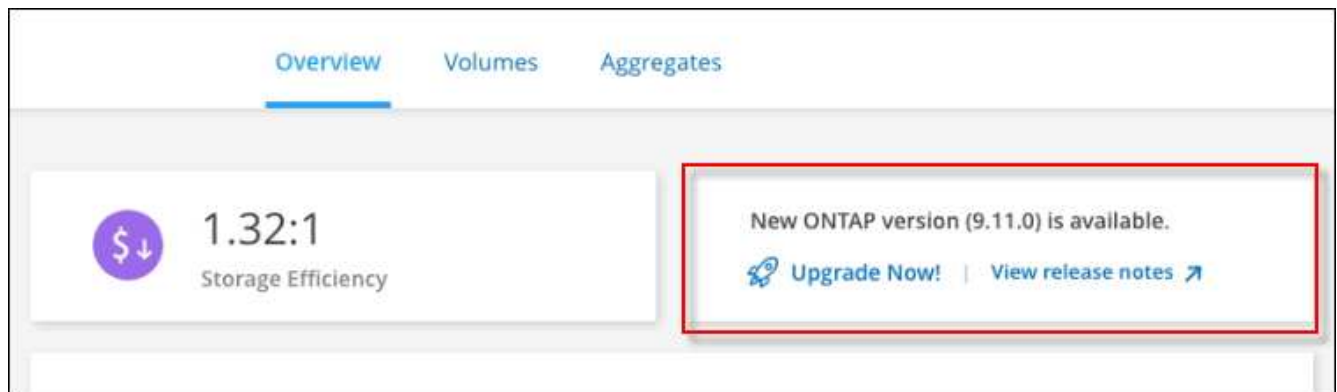 Overview Volumes Aggregates
1.32:1
Storage Efficiency
New ONTAP version (9.11.0) is available.
Upgrade Now! | View release notes